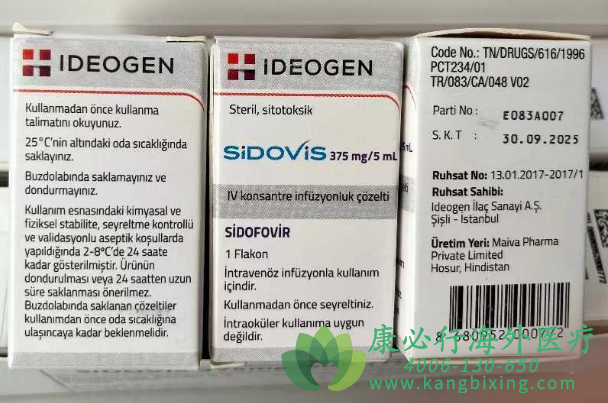 IDEOGEN
Kullanmadan önce kullanma
talimatını okuyunuz.
25°C'nin altındaki oda sıcaklığında
saklayınız.
Buzdolabında saklamayınız ve
dondurmayınız.
Kullanım esnasındaki kimyasal ve
fiziksel stabilite, seyreltme kontrollü
ve validasyonlu aseptik koşullarda
yapıldığında 2-8°C'de 24 saate
kadar gösterilmiştir. Ürünün
dondurulması veya 24 saatten uzun
süre saklanması önerilmez.
Buzdolabında saklanan çözeltiler
kullanımdan önce oda sıcaklığına
ulaşıncaya kadar beklenmelidir.
IDEOGEN
Steril, sitotoksik
SiDOViS 375 mg/5 mL
IV konsantre infüzyonluk çözelti
SİDOFOVİR
1 Flakon
İntravenöz infüzyonla kullanım
içindir.
Kullanmadan önce seyreltiniz.
İntraoküler kullanıma uygun
değildir.
Code No.: TN/DRUGS/616/1996
PCT234/01
TR/083/CA/048 V02
Parti No : E083A007
S. K. T : 30.09.2025
Ruhsat No: 13.01.2017-2017/1
Ruhsat Sahibi:
Ideogen İlaç Sanayi A.Ş.
Şişli - İstanbul
Üretim Yeri: Maiva Pharma
Private Limited
Hosur, Hindistan
康必行海外医疗
4006-130-650
www.kangbixing.com